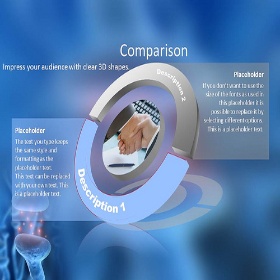 Comparison
Impress your audience with clear 3D shapes.
Description 2
Placeholder
If you don't want to use the
size of the fonts as used in
this placeholder it is
possible to replace it by
selecting different options.
This is a placeholder text.
Placeholder
The text you type keeps
the same style and
formatting as the
placeholder text.
This text can be replaced
with your own text. This
is a placeholder text.
Description 1